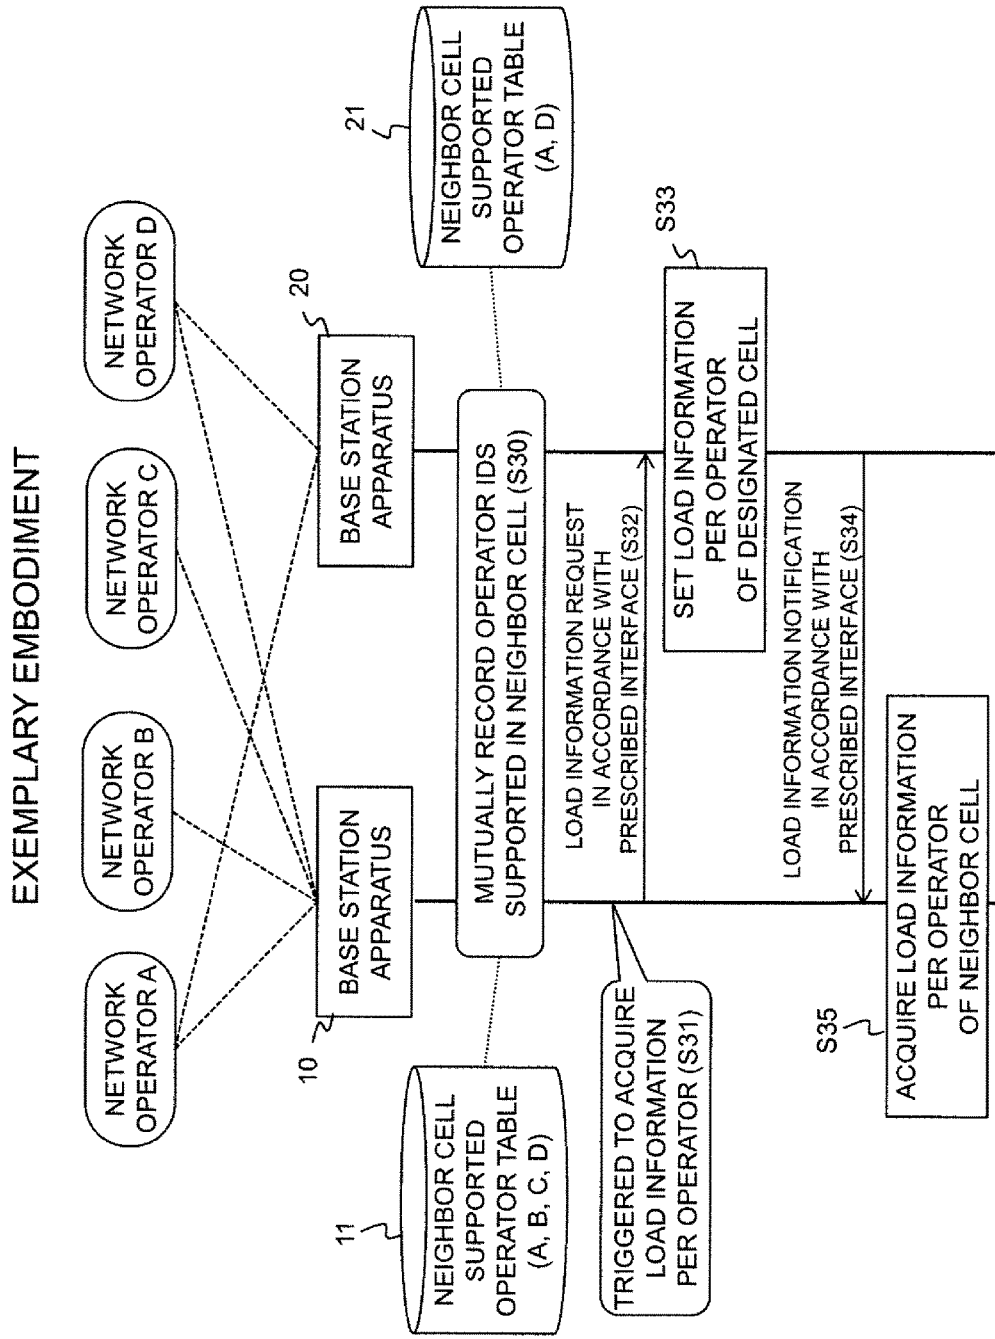 EXEMPLARY EMBODIMENT
NETWORK
OPERATOR A
NETWORK
OPERATOR B
NETWORK
OPERATOR C
NETWORK
OPERATOR D
10
BASE STATION
APPARATUS
20
BASE STATION
APPARATUS
11
NEIGHBOR CELL
SUPPORTED
OPERATOR TABLE
(A, B, C, D)
MUTUALLY RECORD OPERATOR IDS
SUPPORTED IN NEIGHBOR CELL (S30)
21
NEIGHBOR CELL
SUPPORTED
OPERATOR TABLE
(A, D)
TRIGGERED TO ACQUIRE
LOAD INFORMATION
PER OPERATOR (S31)
LOAD INFORMATION REQUEST
IN ACCORDANCE WITH
PRESCRIBED INTERFACE (S32)
S33
SET LOAD INFORMATION
PER OPERATOR
OF DESIGNATED CELL
LOAD INFORMATION NOTIFICATION
IN ACCORDANCE WITH
PRESCRIBED INTERFACE (S34)
S35
ACQUIRE LOAD INFORMATION
PER OPERATOR
OF NEIGHBOR CELL